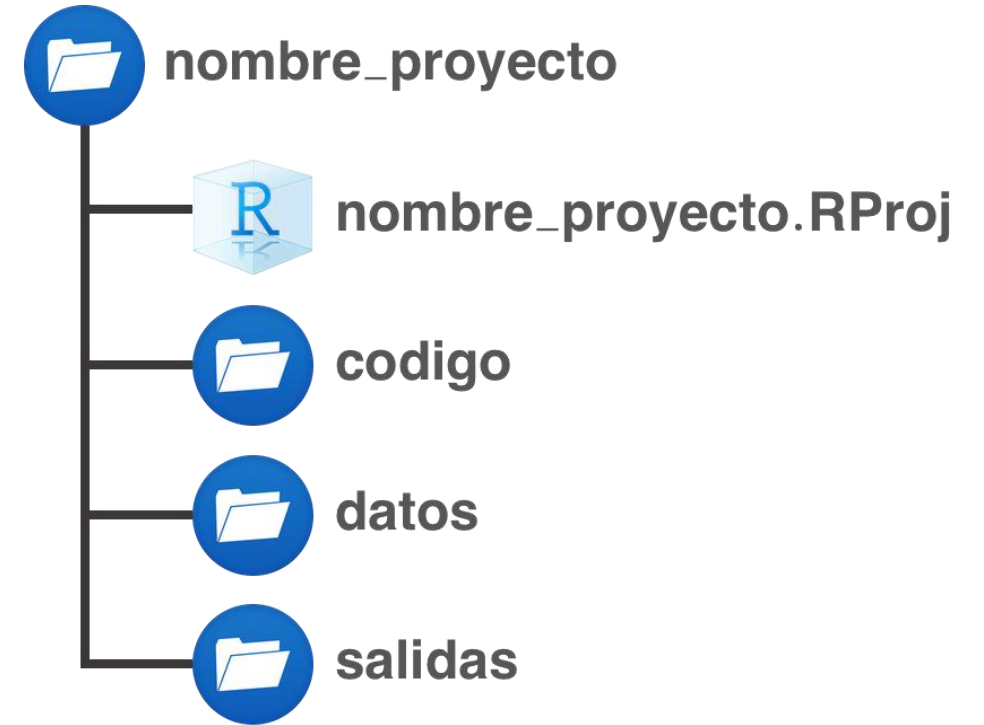 nombre_proyecto
R
nombre_proyecto.RProj
codigo
datos
salidas